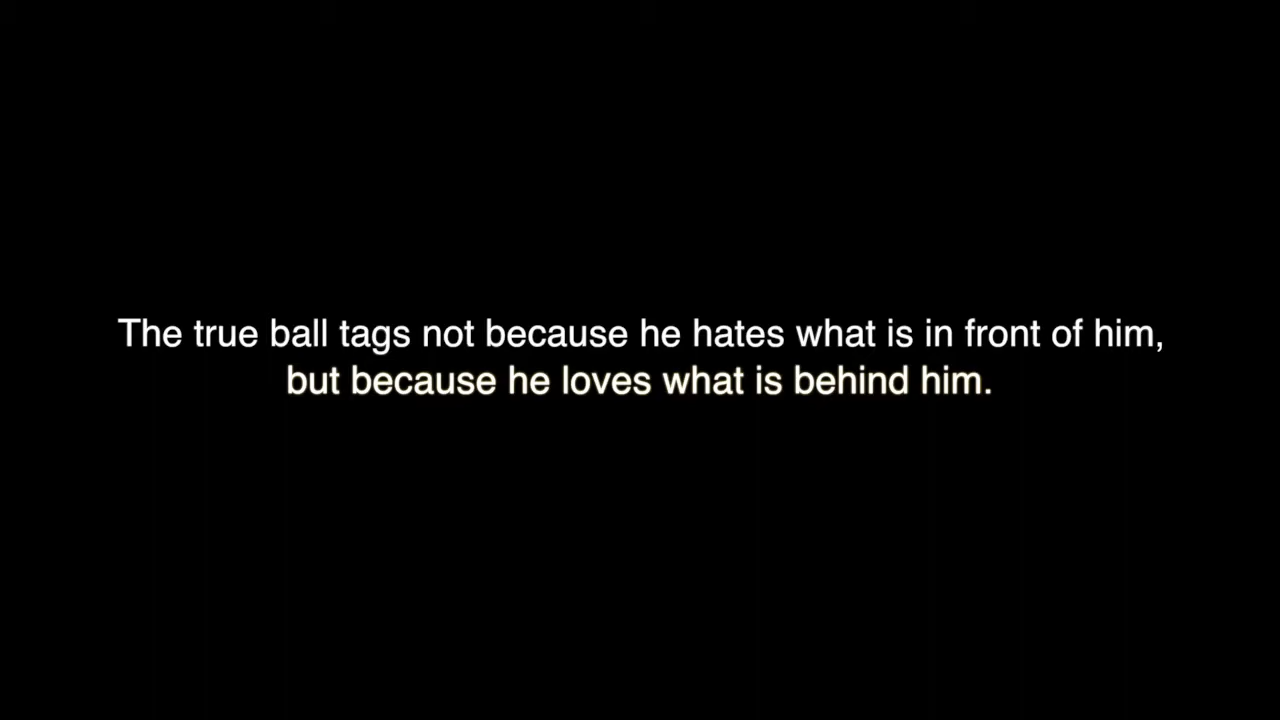 The true ball tags not because he hates what is in front of him,
but because he loves what is behind him.